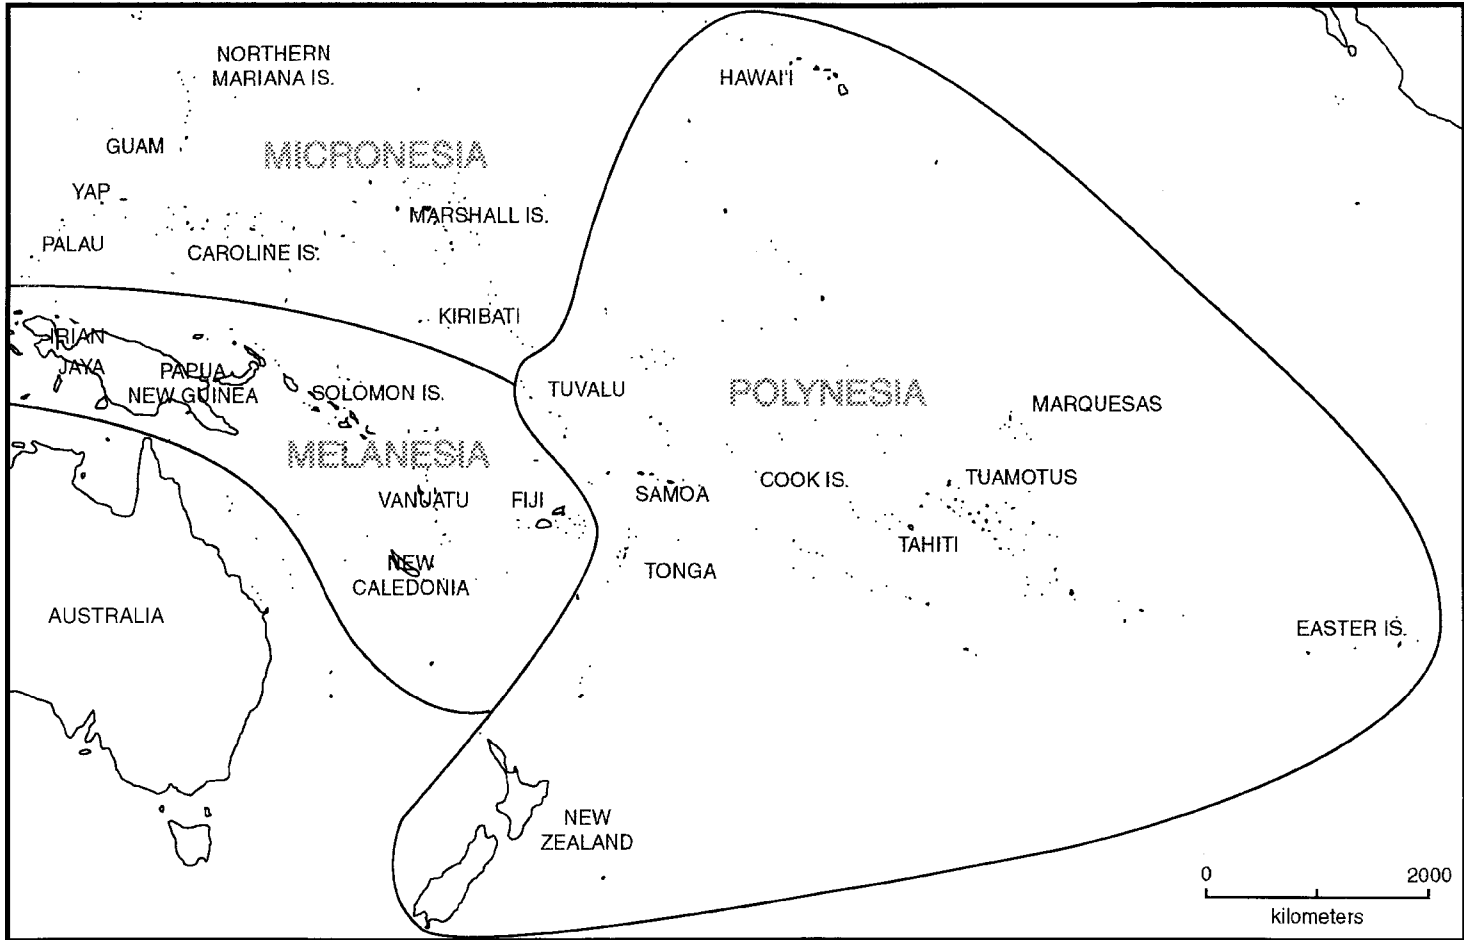 NORTHERN
MARIANA IS.
HAWAI'I
GUAM
MICRONESIA
YAP
MARSHALL IS.
PALAU
CAROLINE IS.
KIRIBATI
IRIAN
JAYA
PAPUA
NEW GUINEA
SOLOMON IS.
TUVALU
POLYNESIA
MARQUESAS
MELANESIA
VANUATU
FIJI
SAMOA
COOK IS.
TUAMOTUS
TAHITI
NEW
CALEDONIA
TONGA
AUSTRALIA
EASTER IS.
NEW
ZEALAND
0 2000
kilometers